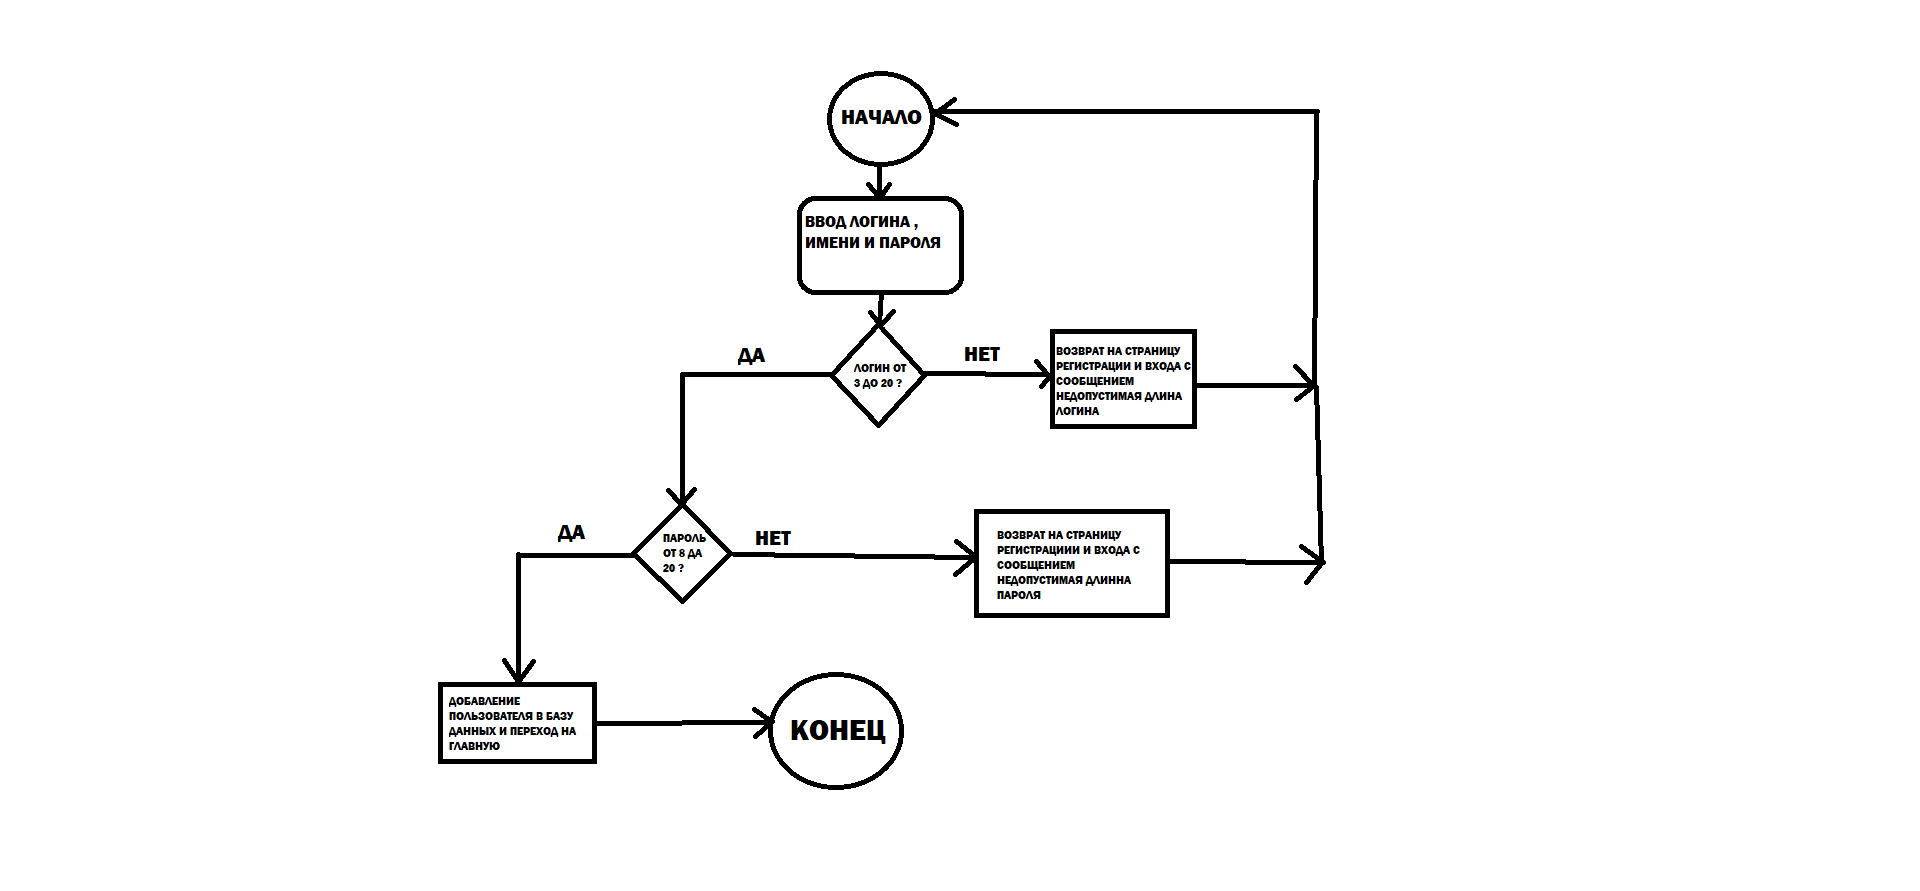 НАЧАЛО
ВВОД ЛОГИНА ,
ИМЕНИ И ПАРОЛЯ
ДА
ЛОГИН ОТ
3 ДО 20 ?
НЕТ
ВОЗВРАТ НА СТРАНИЦУ
РЕГИСТРАЦИИ И ВХОДА С
СООБЩЕНИЕМ
НЕДОПУСТИМАЯ ДЛИНА
ЛОГИНА
ДА
ПАРОЛЬ
ОТ 8 ДА
20 ?
НЕТ
ВОЗВРАТ НА СТРАНИЦУ
РЕГИСТРАЦИИИ И ВХОДА С
СООБЩЕНИЕМ
НЕДОПУСТИМАЯ ДЛИННА
ПАРОЛЯ
ДОБАВЛЕНИЕ
ПОЛЬЗОВАТЕЛЯ В БАЗУ
ДАННЫХ И ПЕРЕХОД НА
ГЛАВНУЮ
КОНЕЦ